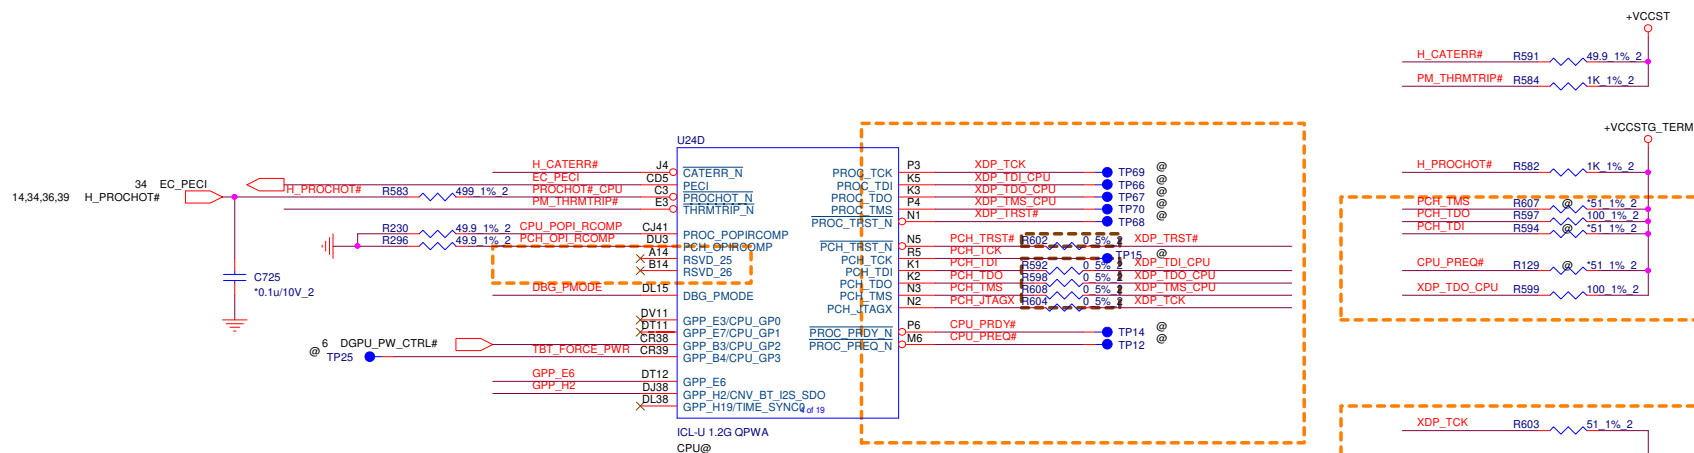 +VCCST
H_CATERR# R591 49.9_1%_2
PM_THRMTRIP# R584 1K_1%_2
+VCCSTG_TERM
H_PROCHOT# R582 1K_1%_2
PCH_TMS R607 @ *51_1%_2
PCH_TDO R597 100_1%_2
PCH_TDI R594 @ *51_1%_2
CPU_PREQ# R129 @ *51_1%_2
XDP_TDO_CPU R599 100_1%_2
XDP_TCK R603 51_1%_2
U24D
H_CATERR# J4 CATERR_N
34 EC_PECI
EC_PECI CD5 PECI
14,34,36,39 H_PROCHOT#
H_PROCHOT# R583 499_1%_2 PROCHOT#_CPU C3 PROCHOT_N
PM_THRMTRIP# E3 THRMTRIP_N
R230 49.9_1%_2 CPU_POPI_RCOMP CJ41 PROC_POPIRCOMP
R296 49.9_1%_2 PCH_OPI_RCOMP DU3 PCH_OPIRCOMP
A14 RSVD_25
B14 RSVD_26
C725
*0.1u/10V_2
DBG_PMODE DL15 DBG_PMODE
DV11 GPP_E3/CPU_GP0
DT11 GPP_E7/CPU_GP1
6 DGPU_PW_CTRL# CR38 GPP_B3/CPU_GP2
@ TP25 TBT_FORCE_PWR CR39 GPP_B4/CPU_GP3
GPP_E6 DT12 GPP_E6
GPP_H2 DJ38 GPP_H2/CNV_BT_I2S_SDO
DL38 GPP_H19/TIME_SYNC0
4 of 19
ICL-U 1.2G QPWA
CPU@
PROC_TCK P3 XDP_TCK TP69 @
PROC_TDI K5 XDP_TDI_CPU TP66 @
PROC_TDO K3 XDP_TDO_CPU TP67 @
PROC_TMS P4 XDP_TMS_CPU TP70 @
PROC_TRST_N N1 XDP_TRST# TP68 @
PCH_TRST_N N5 PCH_TRST# R602 0_5%_2 XDP_TRST#
PCH_TCK R5 PCH_TCK TP15 @
PCH_TDI K1 PCH_TDI R592 0_5%_2 XDP_TDI_CPU
PCH_TDO K2 PCH_TDO R598 0_5%_2 XDP_TDO_CPU
PCH_TMS N3 PCH_TMS R608 0_5%_2 XDP_TMS_CPU
PCH_JTAGX N2 PCH_JTAGX R604 0_5%_2 XDP_TCK
PROC_PRDY_N P6 CPU_PRDY# TP14 @
PROC_PREQ_N M6 CPU_PREQ# TP12 @